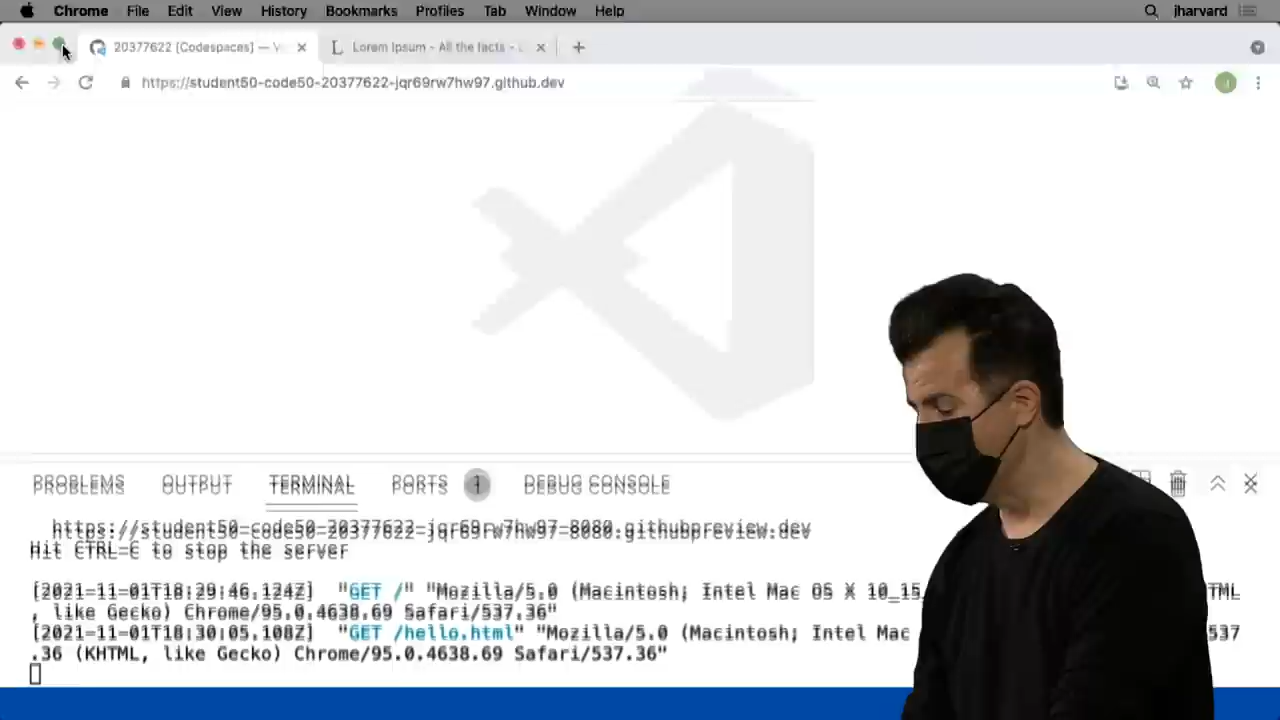 Chrome File Edit View History Bookmarks Profiles Tab Window Help jharvard
20377622 [Codespaces] — V
Lorem Ipsum - All the facts -
https://student50-code50-20377622-jqr69rw7hw97.github.dev
J
PROBLEMS OUTPUT TERMINAL PORTS 1 DEBUG CONSOLE
https://student50-code50-20377622-jqr69rw7hw97-8080.githubpreview.dev
Hit CTRL-C to stop the server
[2021-11-01T18:29:46.124Z] "GET /" "Mozilla/5.0 (Macintosh; Intel Mac OS X 10_15_ TML
, like Gecko) Chrome/95.0.4638.69 Safari/537.36"
[2021-11-01T18:30:05.108Z] "GET /hello.html" "Mozilla/5.0 (Macintosh; Intel Mac 537
.36 (KHTML, like Gecko) Chrome/95.0.4638.69 Safari/537.36"